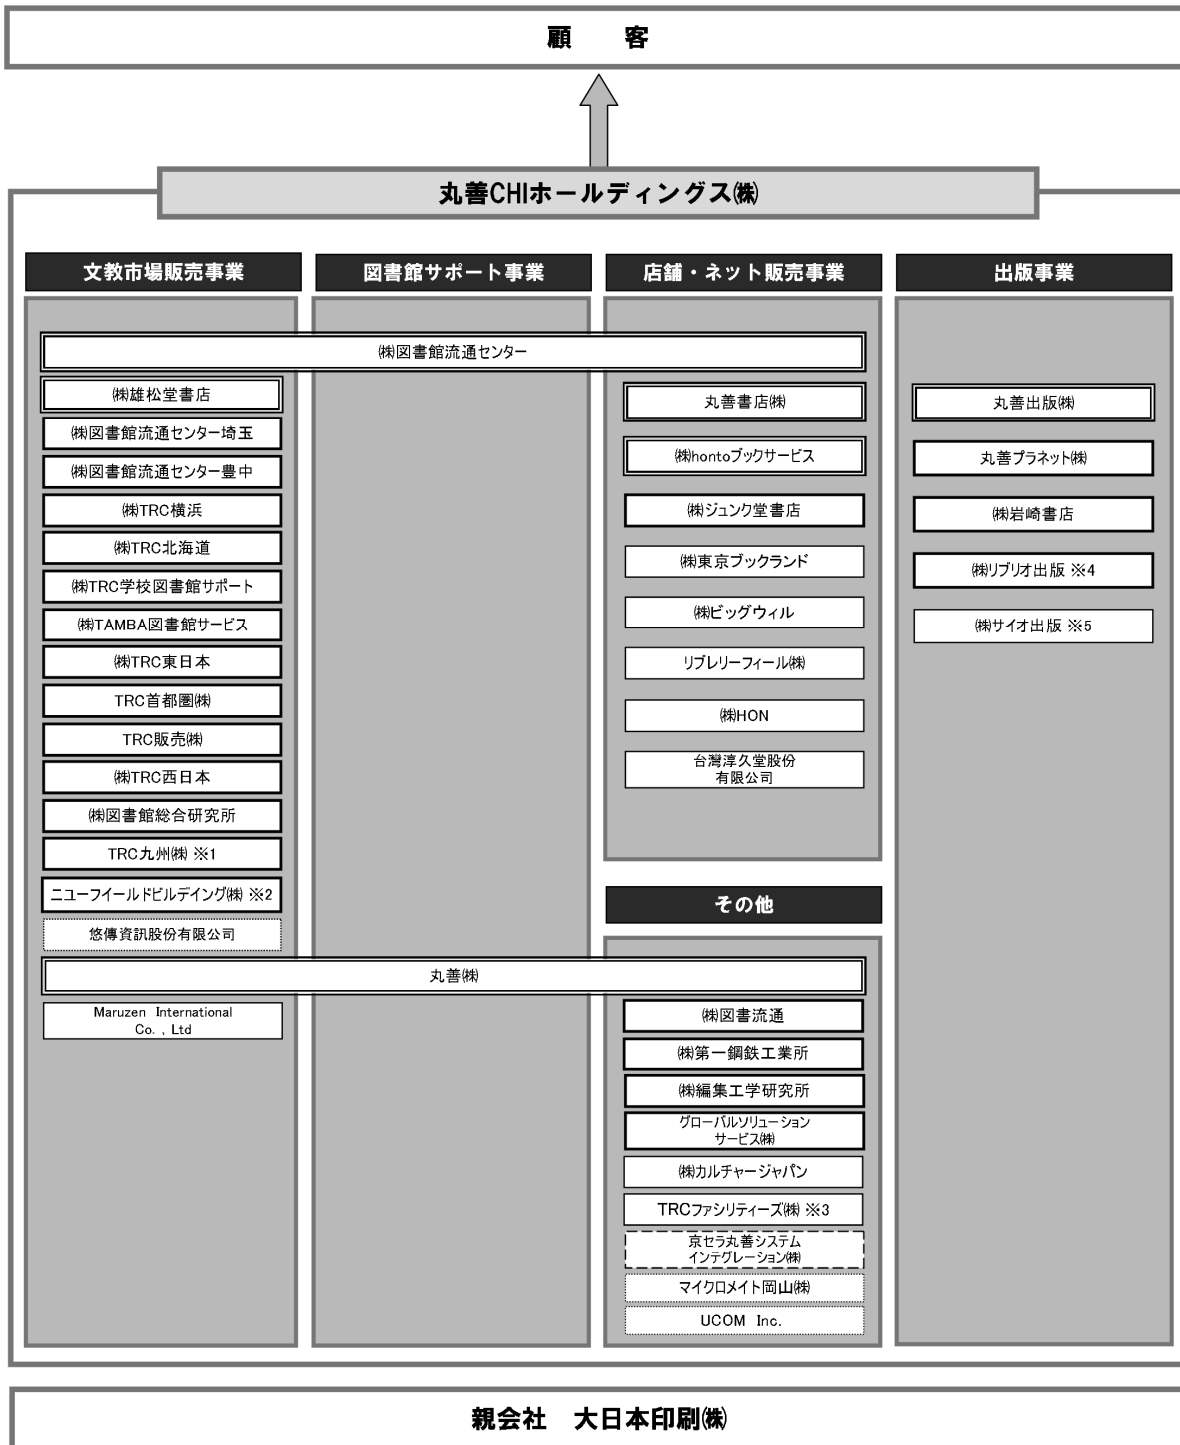 顧　客
丸善CHIホールディングス㈱
文教市場販売事業
図書館サポート事業
店舗・ネット販売事業
出版事業
㈱図書館流通センター
㈱雄松堂書店
㈱図書館流通センター埼玉
㈱図書館流通センター豊中
㈱TRC横浜
㈱TRC北海道
㈱TRC学校図書館サポート
㈱TAMBA図書館サービス
㈱TRC東日本
TRC首都圏㈱
TRC販売㈱
㈱TRC西日本
㈱図書館総合研究所
TRC九州㈱ ※1
ニューフイールドビルデイング㈱ ※2
悠傳資訊股份有限公司
丸善書店㈱
㈱hontoブックサービス
㈱ジュンク堂書店
㈱東京ブックランド
㈱ビッグウィル
リブレリーフィール㈱
㈱HON
台灣淳久堂股份
有限公司
丸善出版㈱
丸善プラネット㈱
㈱岩崎書店
㈱リブリオ出版 ※4
㈱サイオ出版 ※5
その他
丸善㈱
Maruzen International
Co. , Ltd
㈱図書流通
㈱第一鋼鉄工業所
㈱編集工学研究所
グローバルソリューション
サービス㈱
㈱カルチャージャパン
TRCファシリティーズ㈱ ※3
京セラ丸善システム
インテグレーション㈱
マイクロメイト岡山㈱
UCOM Inc.
親会社　大日本印刷㈱